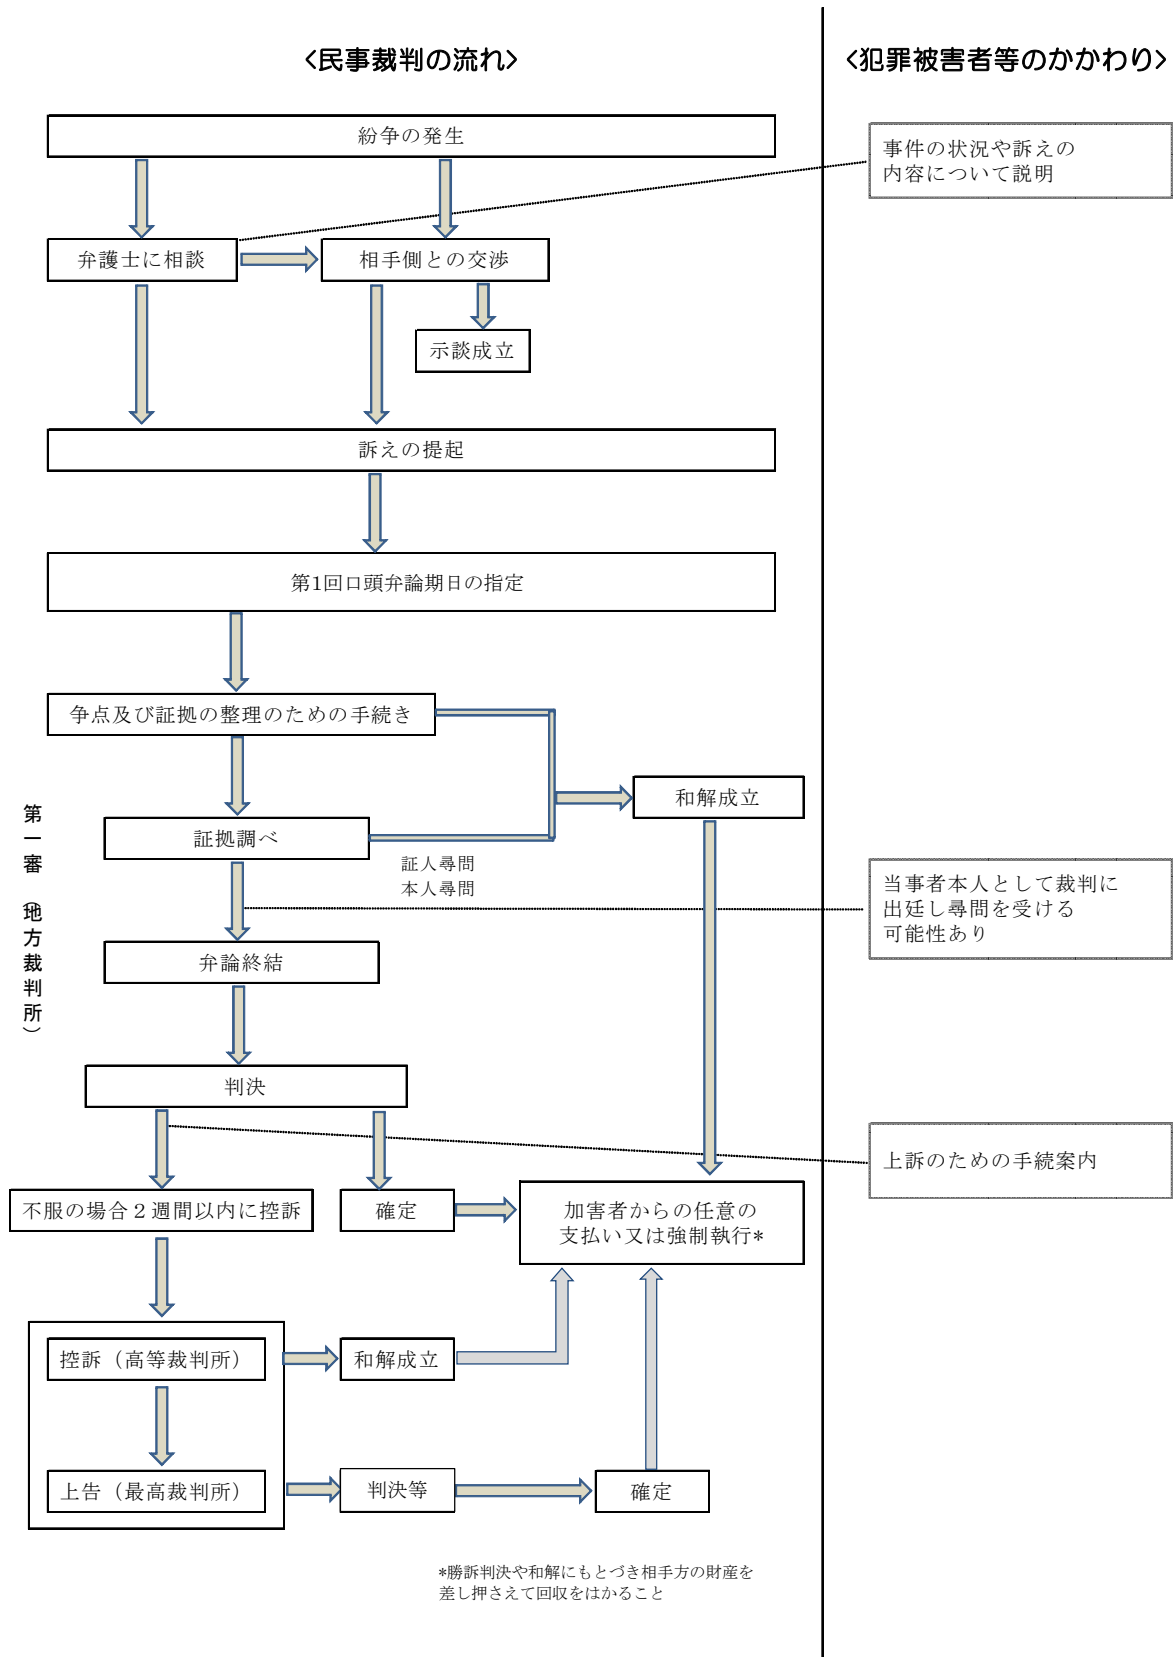 <民事裁判の流れ>
<犯罪被害者等のかかわり>
紛争の発生
事件の状況や訴えの
内容について説明
弁護士に相談
相手側との交渉
示談成立
訴えの提起
第1回口頭弁論期日の指定
争点及び証拠の整理のための手続き
和解成立
第一審（地方裁判所）
証拠調べ
証人尋問
本人尋問
当事者本人として裁判に
出廷し尋問を受ける
可能性あり
弁論終結
判決
上訴のための手続案内
不服の場合２週間以内に控訴
確定
加害者からの任意の
支払い又は強制執行*
控訴（高等裁判所）
和解成立
上告（最高裁判所）
判決等
確定
*勝訴判決や和解にもとづき相手方の財産を
差し押さえて回収をはかること